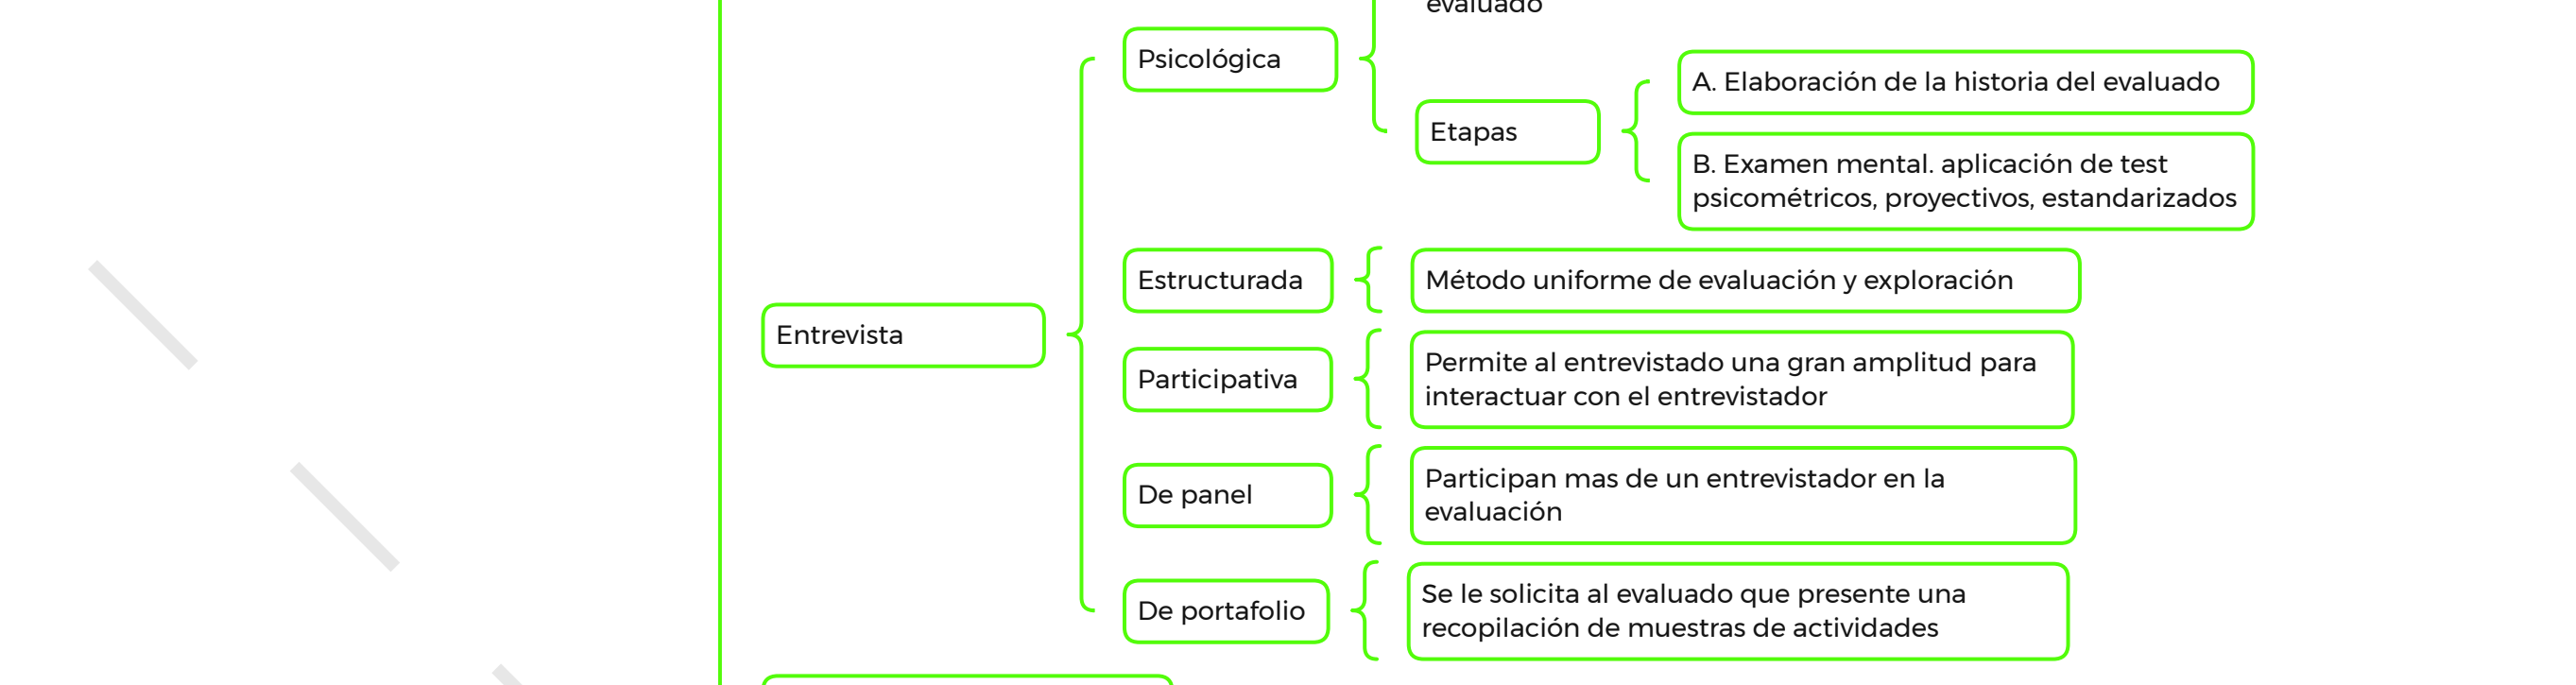 evaluado
Psicológica
Etapas
A. Elaboración de la historia del evaluado
B. Examen mental. aplicación de test
psicométricos, proyectivos, estandarizados
Entrevista
Estructurada
Método uniforme de evaluación y exploración
Participativa
Permite al entrevistado una gran amplitud para
interactuar con el entrevistador
De panel
Participan mas de un entrevistador en la
evaluación
De portafolio
Se le solicita al evaluado que presente una
recopilación de muestras de actividades